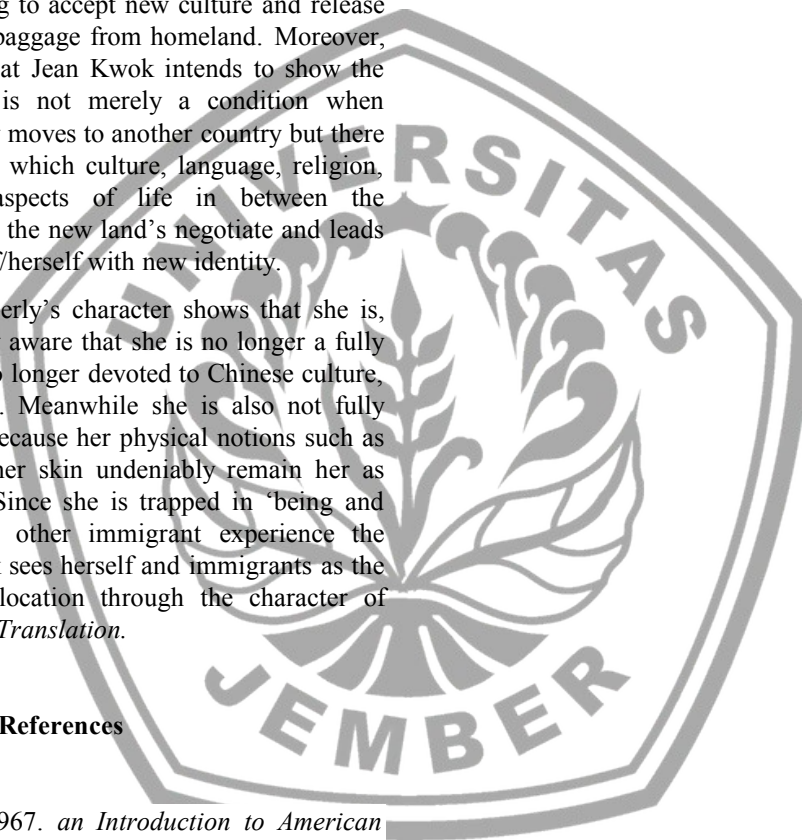 to accept new culture and release
baggage from homeland. Moreover,
at Jean Kwok intends to show the
is not merely a condition when
moves to another country but there
which culture, language, religion,
aspects of life in between the
the new land's negotiate and leads
/herself with new identity.
erly's character shows that she is,
aware that she is no longer a fully
longer devoted to Chinese culture,
Meanwhile she is also not fully
because her physical notions such as
her skin undeniably remain her as
Since she is trapped in ‘being and
other immigrant experience the
sees herself and immigrants as the
location through the character of
Translation.
References
967. an Introduction to American
UNIVERSITAS
JEMBER